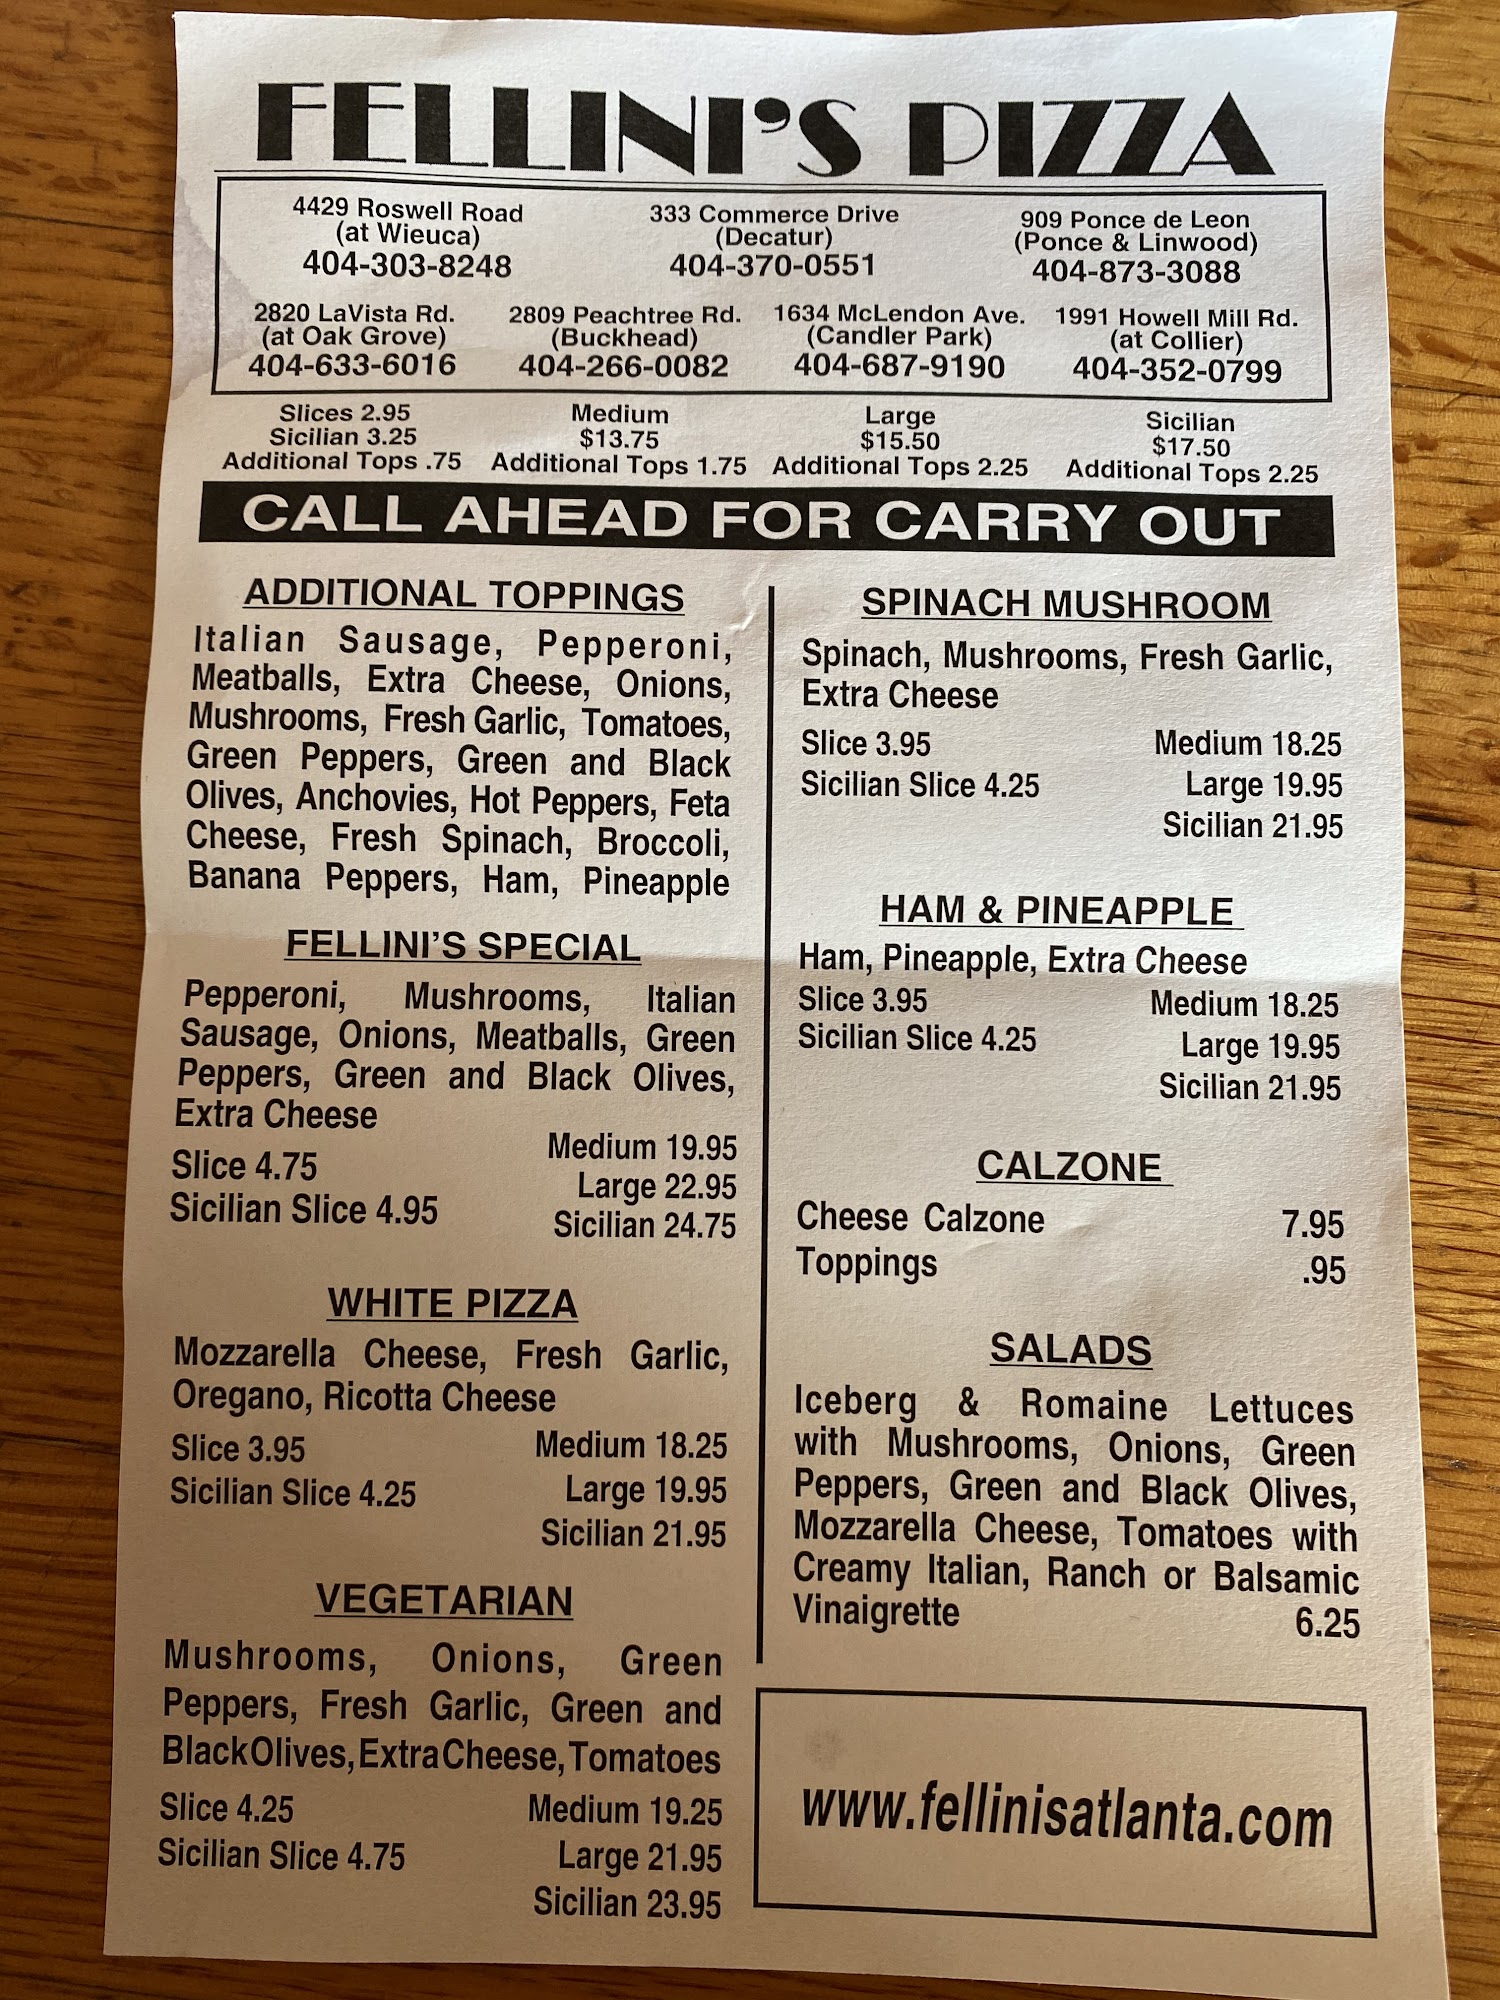 FELLINI'S PIZZA
4429 Roswell Road
(at Wieuca)
404-303-8248
333 Commerce Drive
(Decatur)
404-370-0551
909 Ponce de Leon
(Ponce & Linwood)
404-873-3088
2820 LaVista Rd.
(at Oak Grove)
404-633-6016
2809 Peachtree Rd.
(Buckhead)
404-266-0082
1634 McLendon Ave.
(Candler Park)
404-687-9190
1991 Howell Mill Rd.
(at Collier)
404-352-0799
Slices 2.95
Sicilian 3.25
Additional Tops .75
Medium
$13.75
Additional Tops 1.75
Large
$15.50
Additional Tops 2.25
Sicilian
$17.50
Additional Tops 2.25
CALL AHEAD FOR CARRY OUT
ADDITIONAL TOPPINGS
Italian Sausage, Pepperoni,
Meatballs, Extra Cheese, Onions,
Mushrooms, Fresh Garlic, Tomatoes,
Green Peppers, Green and Black
Olives, Anchovies, Hot Peppers, Feta
Cheese, Fresh Spinach, Broccoli,
Banana Peppers, Ham, Pineapple
FELLINI'S SPECIAL
Pepperoni, Mushrooms, Italian
Sausage, Onions, Meatballs, Green
Peppers, Green and Black Olives,
Extra Cheese
Slice 4.75
Sicilian Slice 4.95
Medium 19.95
Large 22.95
Sicilian 24.75
WHITE PIZZA
Mozzarella Cheese, Fresh Garlic,
Oregano, Ricotta Cheese
Slice 3.95
Sicilian Slice 4.25
Medium 18.25
Large 19.95
Sicilian 21.95
VEGETARIAN
Mushrooms, Onions, Green
Peppers, Fresh Garlic, Green and
Black Olives, Extra Cheese, Tomatoes
Slice 4.25
Sicilian Slice 4.75
Medium 19.25
Large 21.95
Sicilian 23.95
SPINACH MUSHROOM
Spinach, Mushrooms, Fresh Garlic,
Extra Cheese
Slice 3.95
Sicilian Slice 4.25
Medium 18.25
Large 19.95
Sicilian 21.95
HAM & PINEAPPLE
Ham, Pineapple, Extra Cheese
Slice 3.95
Sicilian Slice 4.25
Medium 18.25
Large 19.95
Sicilian 21.95
CALZONE
Cheese Calzone 7.95
Toppings .95
SALADS
Iceberg & Romaine Lettuces
with Mushrooms, Onions, Green
Peppers, Green and Black Olives,
Mozzarella Cheese, Tomatoes with
Creamy Italian, Ranch or Balsamic
Vinaigrette 6.25
www.fellinisatlanta.com